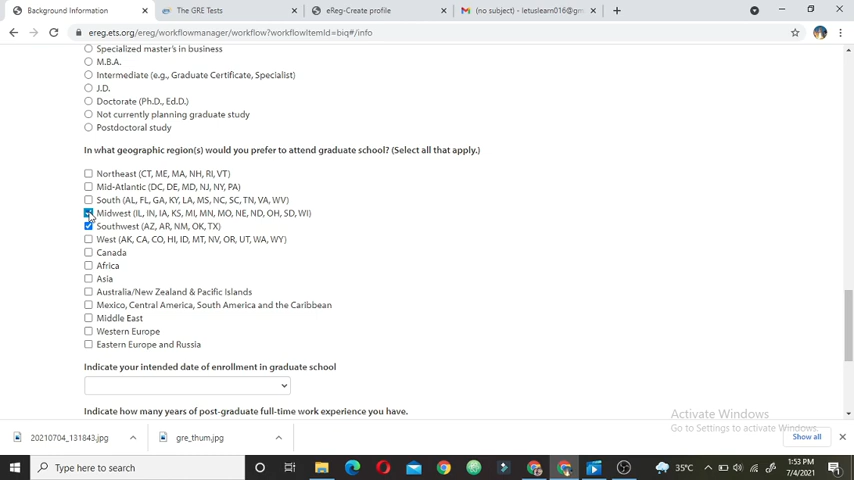 Background Information
The GRE Tests
eReg-Create profile
(no subject) - letuslearn016@gm
ereg.ets.org/ereg/workflowmanager/workflow?workflowItemId=biq#/info
Specialized master's in business
M.B.A.
Intermediate (e.g., Graduate Certificate, Specialist)
J.D.
Doctorate (Ph.D., Ed.D.)
Not currently planning graduate study
Postdoctoral study
In what geographic region(s) would you prefer to attend graduate school? (Select all that apply.)
Northeast (CT, ME, MA, NH, RI, VT)
Mid-Atlantic (DC, DE, MD, NJ, NY, PA)
South (AL, FL, GA, KY, LA, MS, NC, SC, TN, VA, WV)
Midwest (IL, IN, IA, KS, MI, MN, MO, NE, ND, OH, SD, WI)
Southwest (AZ, AR, NM, OK, TX)
West (AK, CA, CO, HI, ID, MT, NV, OR, UT, WA, WY)
Canada
Africa
Asia
Australia/New Zealand & Pacific Islands
Mexico, Central America, South America and the Caribbean
Middle East
Western Europe
Eastern Europe and Russia
Indicate your intended date of enrollment in graduate school
Indicate how many years of post-graduate full-time work experience you have.
Activate Windows
Go to Settings to activate Windows.
20210704_131843.jpg
gre_thum.jpg
Show all
Type here to search
35°C
1:53 PM
7/4/2021